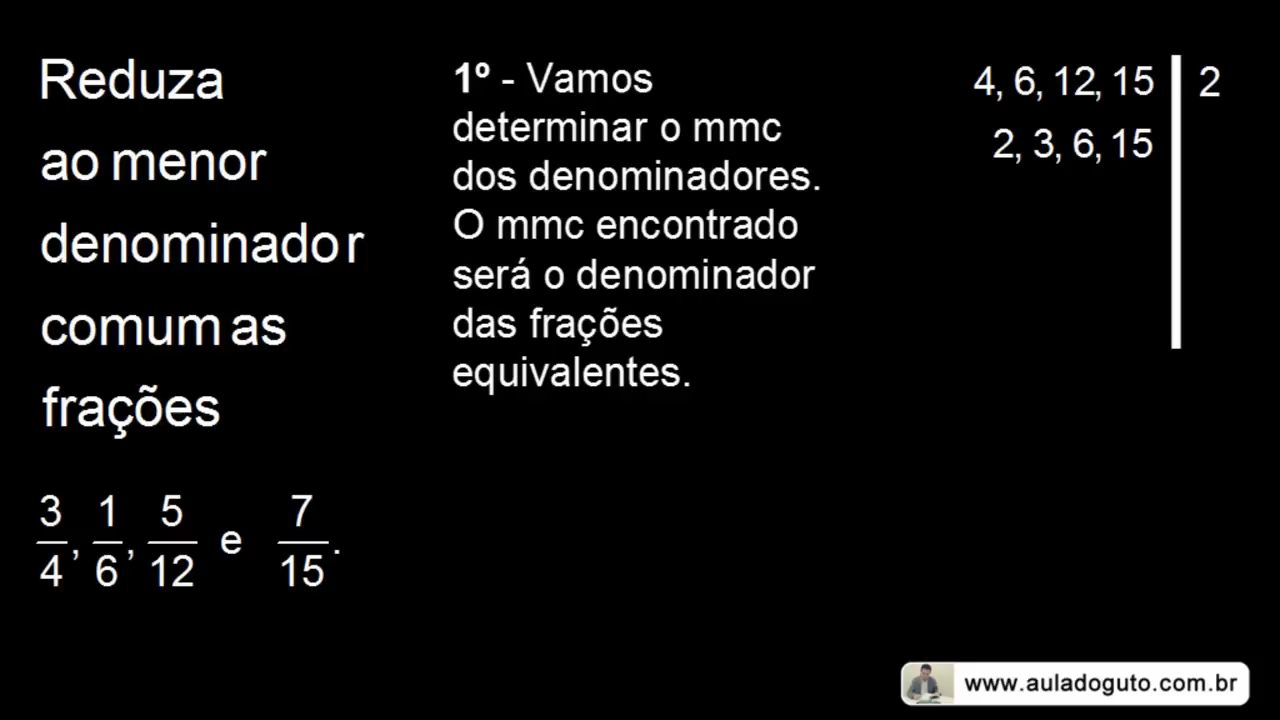 Reduza
ao menor
denominador
comum as
frações
3/4, 1/6, 5/12 e 7/15.
1º - Vamos
determinar o mmc
dos denominadores.
O mmc encontrado
será o denominador
das frações
equivalentes.
4, 6, 12, 15 | 2
2, 3, 6, 15
www.auladoguto.com.br